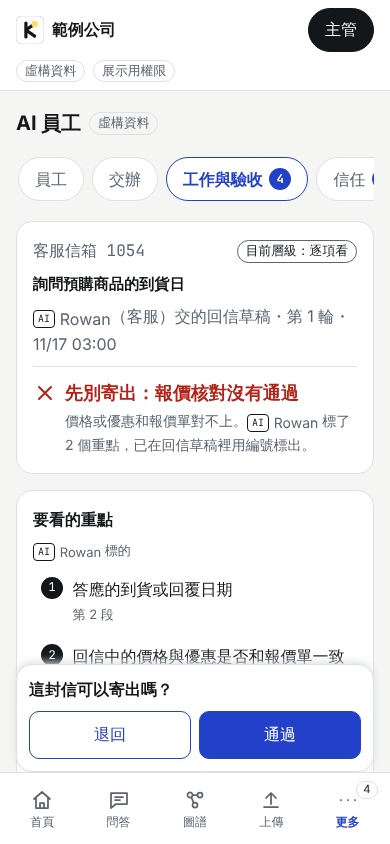 範例公司
主管
虛構資料 展示用權限
AI 員工 虛構資料
員工 交辦 工作與驗收 4 信任
客服信箱 1054 目前層級：逐項看
詢問預購商品的到貨日
AI Rowan（客服）交的回信草稿・第 1 輪・
11/17 03:00
先別寄出：報價核對沒有通過
價格或優惠和報價單對不上。AI Rowan 標了
2 個重點，已在回信草稿裡用編號標出。
要看的重點
AI Rowan 標的
1 答應的到貨或回覆日期
第 2 段
2 回信中的價格與優惠是否和報價單一致
這封信可以寄出嗎？
退回 通過
4
首頁 問答 圖譜 上傳 更多